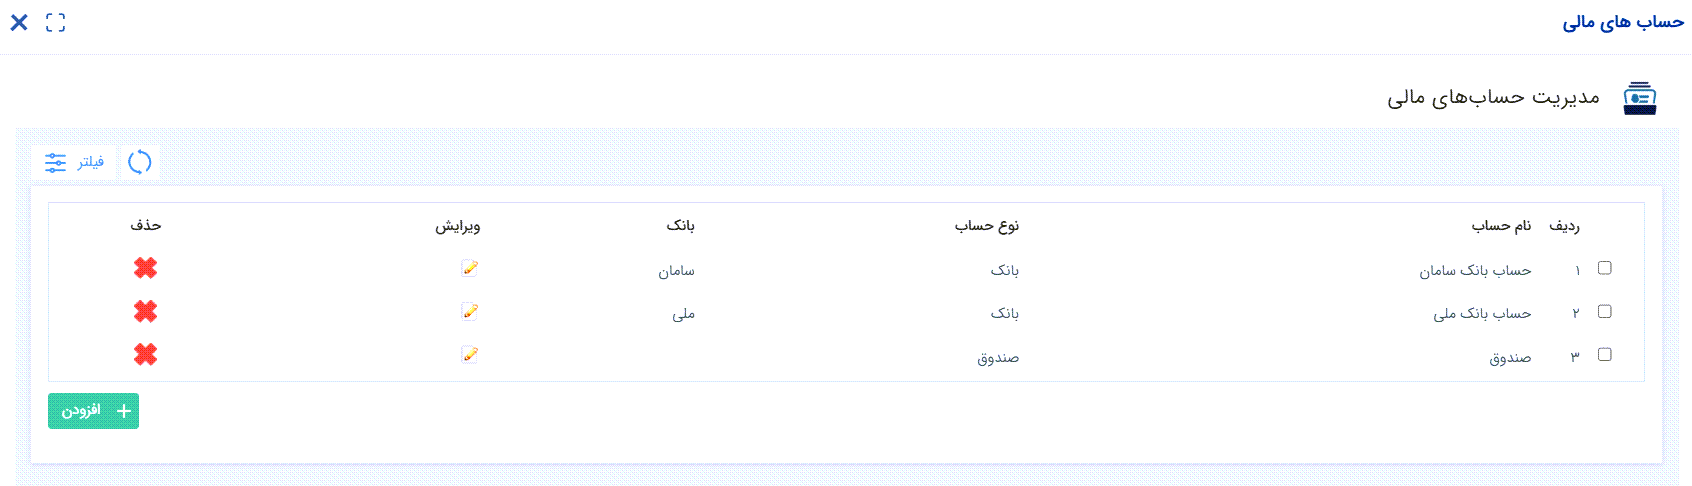 حساب های مالی
مدیریت حساب‌های مالی
فیلتر
ردیف نام حساب نوع حساب بانک ویرایش حذف
۱ حساب بانک سامان بانک سامان
۲ حساب بانک ملی بانک ملی
۳ صندوق صندوق
+ افزودن